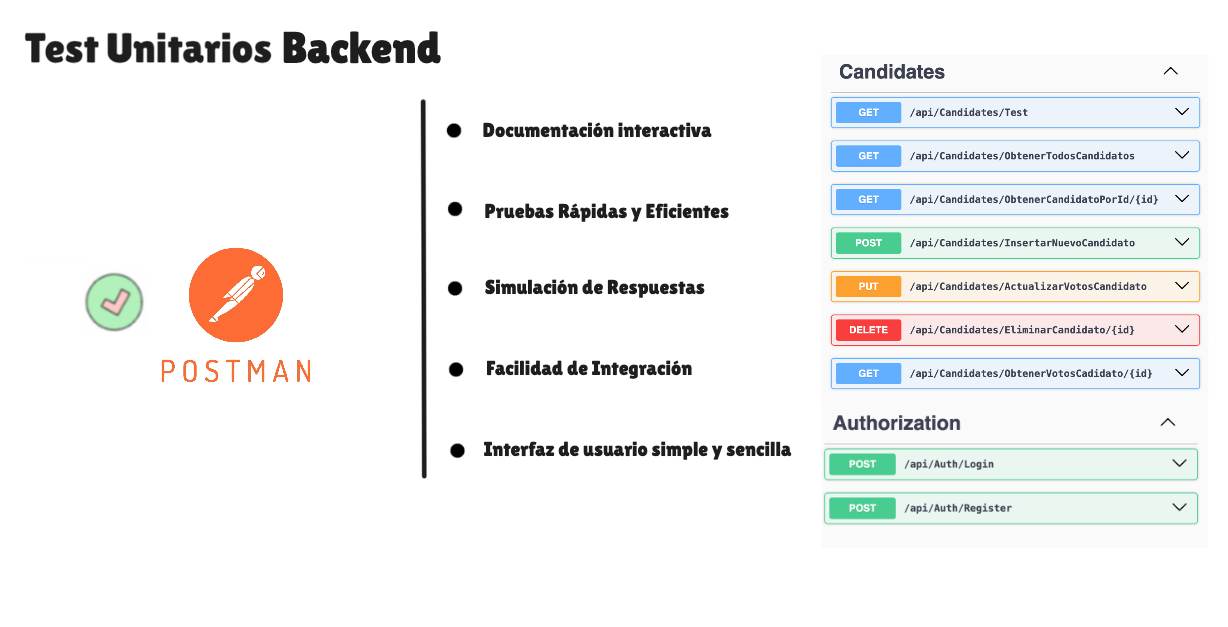 Test Unitarios Backend
POSTMAN
Documentación interactiva
Pruebas Rápidas y Eficientes
Simulación de Respuestas
Facilidad de Integración
Interfaz de usuario simple y sencilla
Candidates
GET /api/Candidates/Test
GET /api/Candidates/ObtenerTodosCandidatos
GET /api/Candidates/ObtenerCandidatoPorId/{id}
POST /api/Candidates/InsertarNuevoCandidato
PUT /api/Candidates/ActualizarVotosCandidato
DELETE /api/Candidates/EliminarCandidato/{id}
GET /api/Candidates/ObtenerVotosCadidato/{id}
Authorization
POST /api/Auth/Login
POST /api/Auth/Register